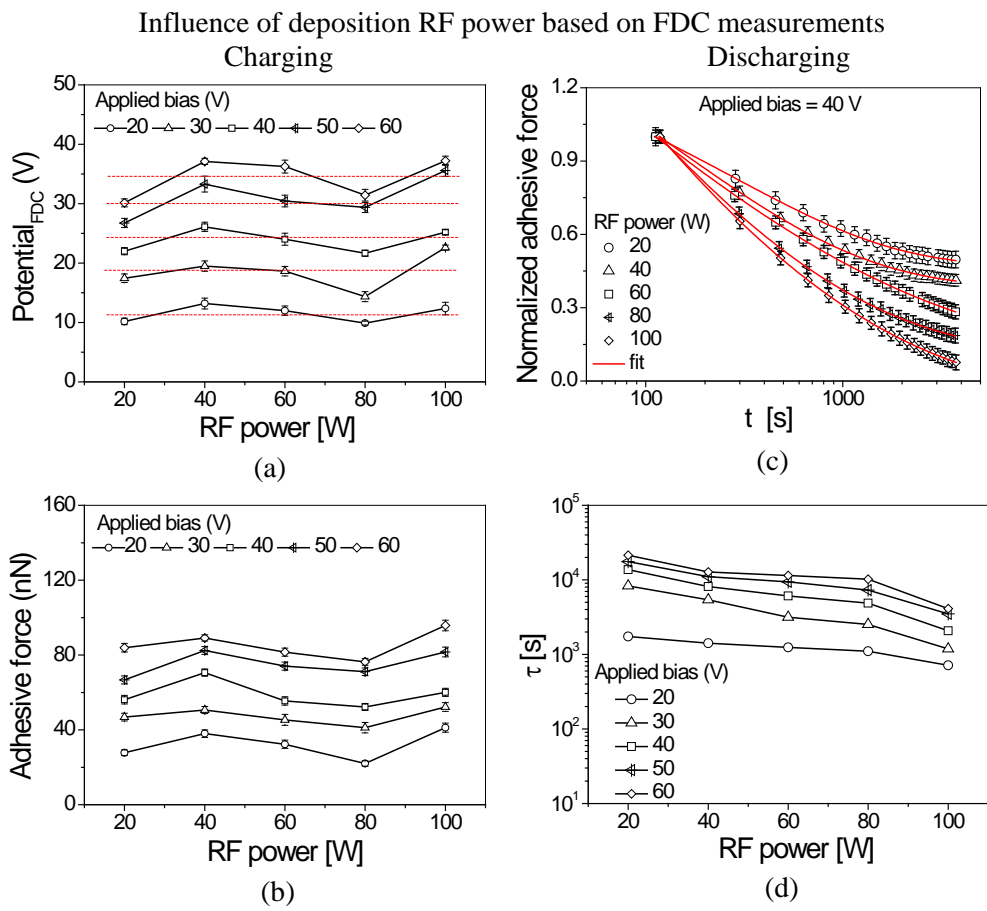 Influence of deposition RF power based on FDC measurements
Charging
Discharging
50
40
30
20
10
0
Potential_FDC (V)
Applied bias (V)
20 30 40 50 60
20 40 60 80 100
RF power [W]
(a)
1.2
0.9
0.6
0.3
0.0
Normalized adhesive force
Applied bias = 40 V
RF power (W)
20
40
60
80
100
fit
100 1000
t [s]
(c)
160
120
80
40
0
Adhesive force (nN)
Applied bias (V)
20 30 40 50 60
20 40 60 80 100
RF power [W]
(b)
10^5
10^4
10^3
10^2
10^1
τ [s]
Applied bias (V)
20
30
40
50
60
20 40 60 80 100
RF power [W]
(d)